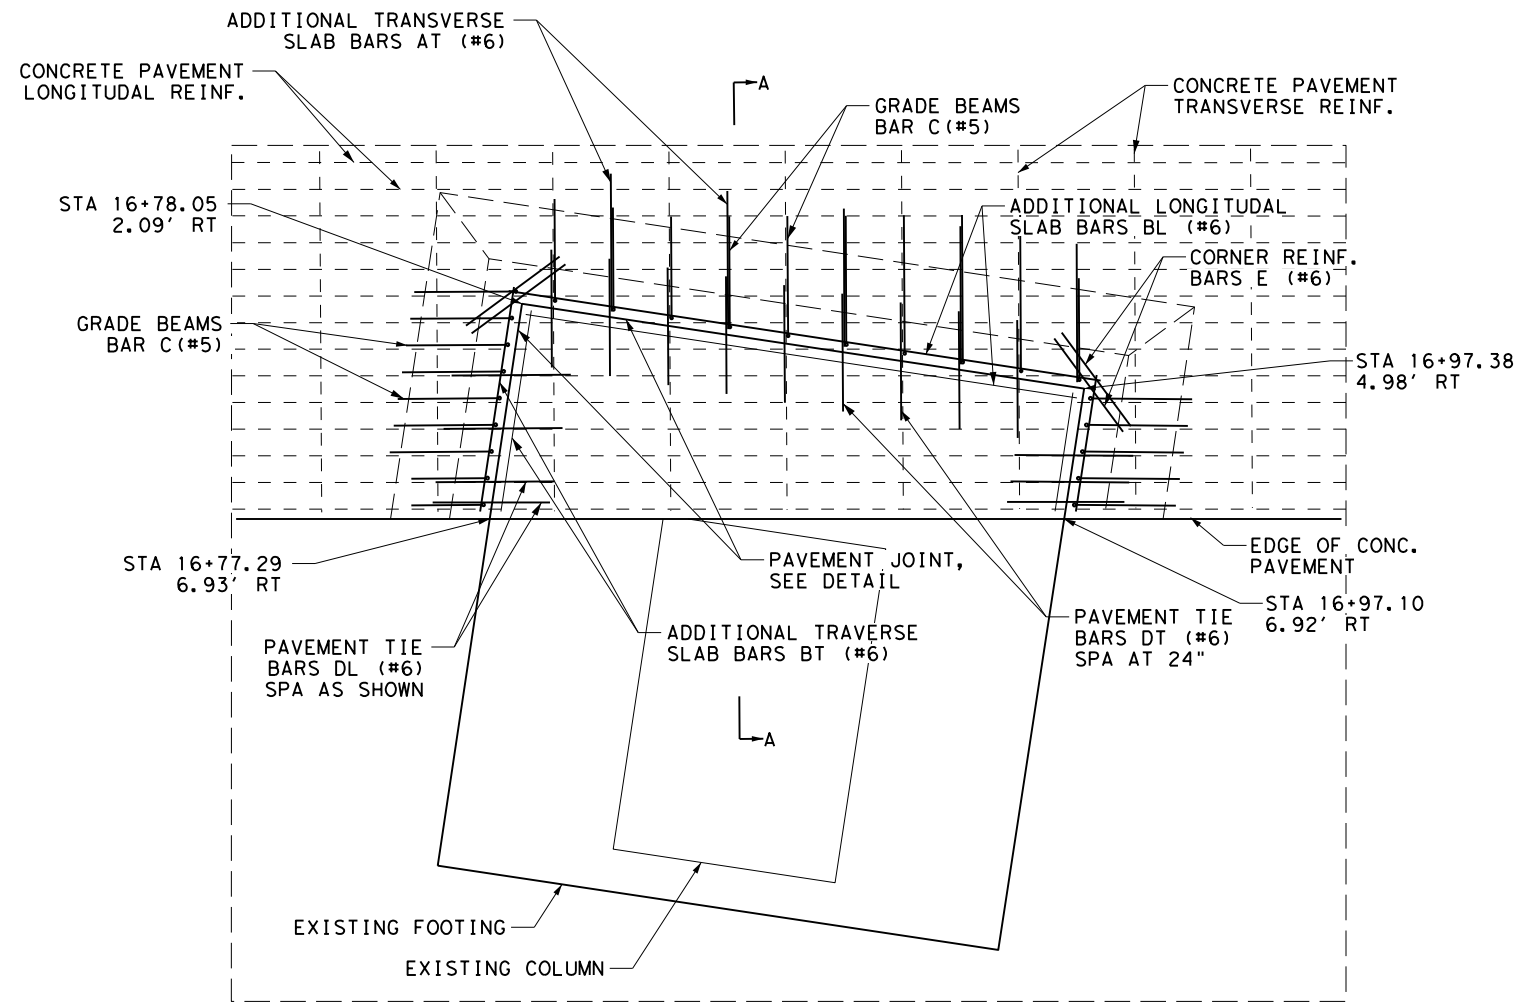 ADDITIONAL TRANSVERSE
SLAB BARS AT (#6)
CONCRETE PAVEMENT
LONGITUDAL REINF.
A
GRADE BEAMS
BAR C(#5)
CONCRETE PAVEMENT
TRANSVERSE REINF.
STA 16+78.05
2.09' RT
ADDITIONAL LONGITUDAL
SLAB BARS BL (#6)
CORNER REINF.
BARS E (#6)
GRADE BEAMS
BAR C(#5)
STA 16+97.38
4.98' RT
STA 16+77.29
6.93' RT
PAVEMENT JOINT,
SEE DETAIL
EDGE OF CONC.
PAVEMENT
STA 16+97.10
6.92' RT
PAVEMENT TIE
BARS DL (#6)
SPA AS SHOWN
ADDITIONAL TRAVERSE
SLAB BARS BT (#6)
PAVEMENT TIE
BARS DT (#6)
SPA AT 24"
A
EXISTING FOOTING
EXISTING COLUMN